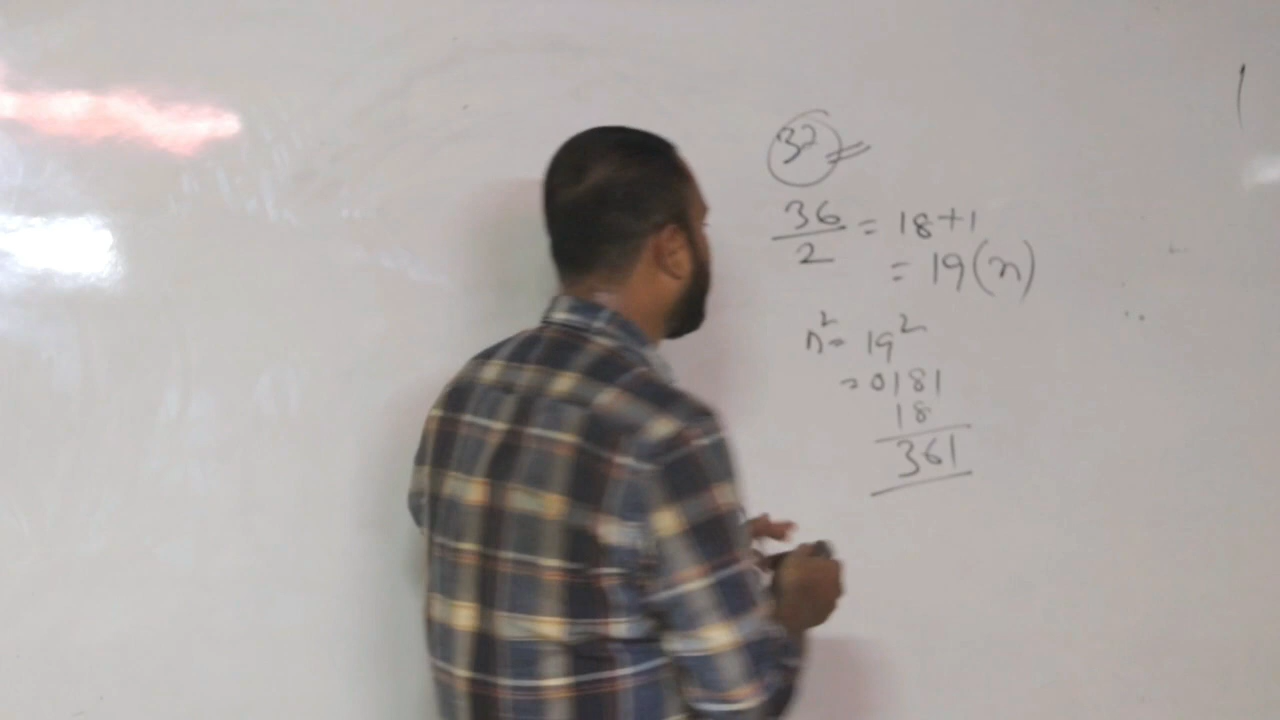 32
36/2 = 18+1
= 19(n)
n² = 19²
= 0181
18
361